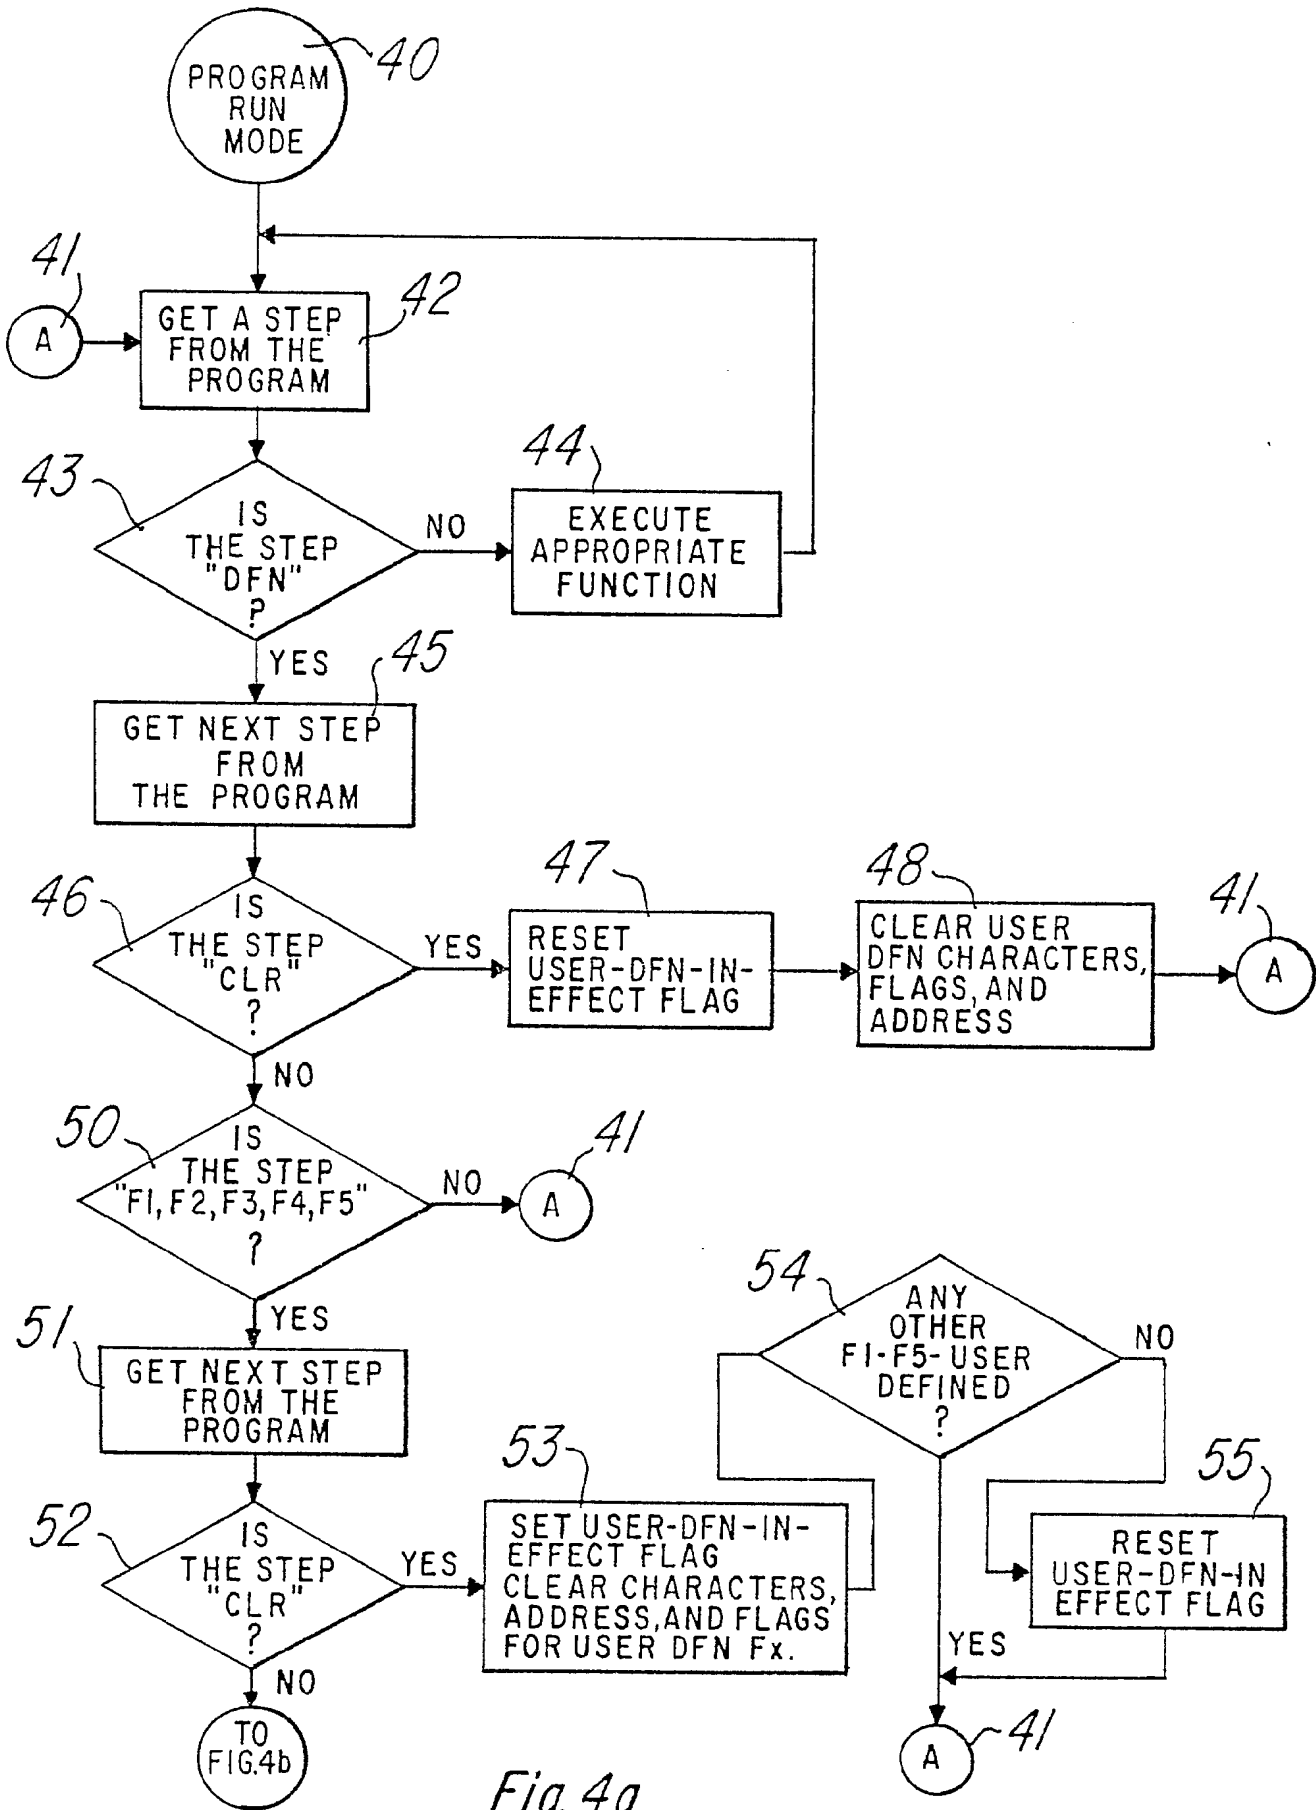 40
PROGRAM
RUN
MODE
41
A
42
GET A STEP
FROM THE
PROGRAM
43
IS
THE STEP
"DFN"
?
NO
44
EXECUTE
APPROPRIATE
FUNCTION
YES
45
GET NEXT STEP
FROM
THE PROGRAM
46
IS
THE STEP
"CLR"
?
YES
47
RESET
USER-DFN-IN-
EFFECT FLAG
48
CLEAR USER
DFN CHARACTERS,
FLAGS, AND
ADDRESS
41
A
NO
50
IS
THE STEP
"F1, F2, F3, F4, F5"
?
NO
41
A
YES
51
GET NEXT STEP
FROM THE
PROGRAM
52
IS
THE STEP
"CLR"
?
YES
53
SET USER-DFN-IN-
EFFECT FLAG
CLEAR CHARACTERS,
ADDRESS, AND FLAGS
FOR USER DFN Fx.
54
ANY
OTHER
F1-F5-USER
DEFINED
?
NO
55
RESET
USER-DFN-IN
EFFECT FLAG
YES
41
A
NO
TO
FIG.4b
Fig. 4a